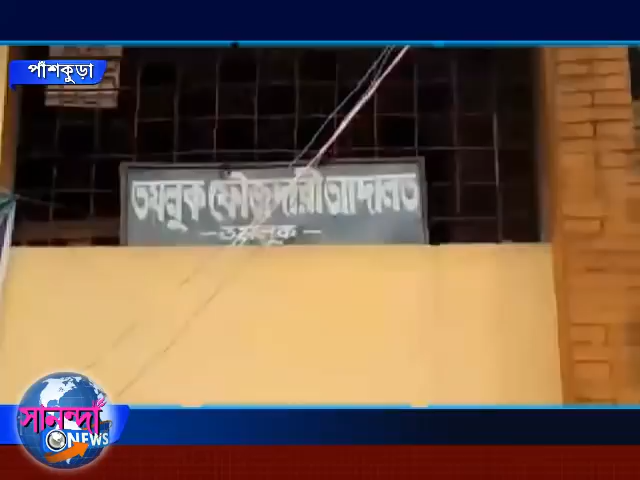 পাঁশকুড়া
তমলুক ফৌজদারী আদালত
— তমলুক —
সানন্দা
NEWS